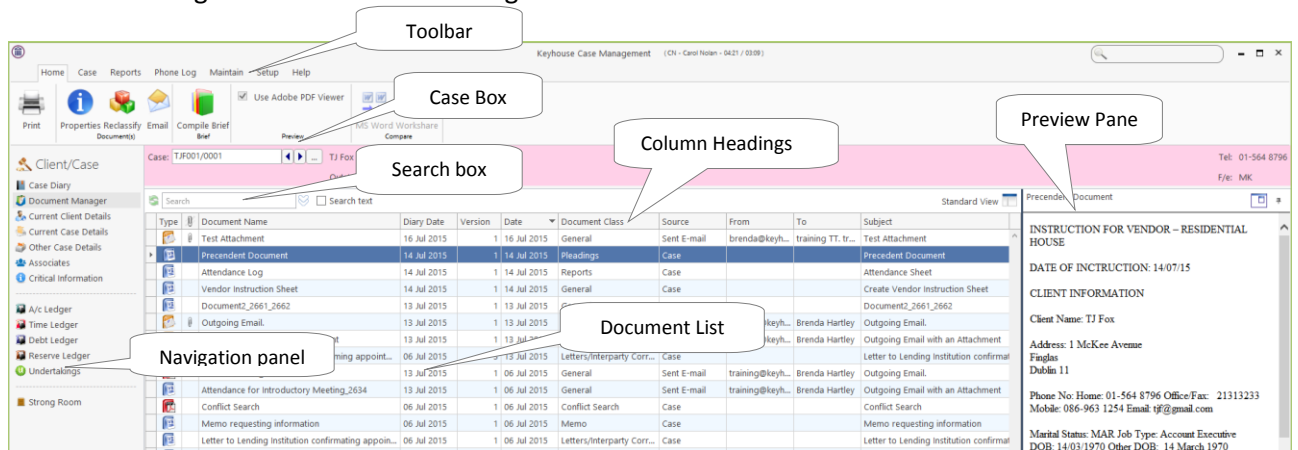 Toolbar
Keyhouse Case Management (CN - Carol Nolan - 0421 / 03:09)
Home Case Reports Phone Log Maintain Setup Help
Use Adobe PDF Viewer
Case Box
Preview Pane
Print Properties Reclassify Email Compile Brief MS Word Workshare
Document(s) Brief Preview Compare
Column Headings
Client/Case
Case: TJF001/0001 ... TJ Fox
Tel: 01-564 8796
Search box
F/e: MK
Case Diary
Document Manager
Current Client Details
Current Case Details
Other Case Details
Associates
Critical Information
A/c Ledger
Time Ledger
Debt Ledger
Reserve Ledger
Undertakings
Strong Room
Navigation panel
Search Search text Standard View
Type Document Name Diary Date Version Date Document Class Source From To Subject
Test Attachment 16 Jul 2015 1 16 Jul 2015 General Sent E-mail brenda@keyh... training TT. tr... Test Attachment
Precendent Document 14 Jul 2015 1 14 Jul 2015 Pleadings Case Precedent Document
Attendance Log 14 Jul 2015 1 14 Jul 2015 Reports Case Attendance Sheet
Vendor Instruction Sheet 14 Jul 2015 1 14 Jul 2015 General Case Create Vendor Instruction Sheet
Document2_2661_2662 13 Jul 2015 1 13 Jul 2015 Document2_2661_2662
Outgoing Email. 13 Jul 2015 1 13 Jul 2015 Brenda Hartley Outgoing Email.
Document List
13 Jul 2015 1 13 Jul 2015 Brenda Hartley Outgoing Email with an Attachment
appoint... 06 Jul 2015 13 Jul 2015 Letters/Interparty Corr... Case Letter to Lending Institution confirmat
13 Jul 2015 1 06 Jul 2015 General Sent E-mail training@keyh... Brenda Hartley Outgoing Email.
Attendance for Introductory Meeting_2634 13 Jul 2015 1 06 Jul 2015 General Sent E-mail training@keyh... Brenda Hartley Outgoing Email with an Attachment
Conflict Search 06 Jul 2015 1 06 Jul 2015 Conflict Search Case Conflict Search
Memo requesting information 06 Jul 2015 1 06 Jul 2015 Memo Case Memo requesting information
Letter to Lending Institution confirmating appoin... 06 Jul 2015 1 06 Jul 2015 Letters/Interparty Corr... Case Letter to Lending Institution confirmat
Precendent Document
INSTRUCTION FOR VENDOR – RESIDENTIAL
HOUSE
DATE OF INCTRUCTION: 14/07/15
CLIENT INFORMATION
Client Name: TJ Fox
Address: 1 McKee Avenue
Finglas
Dublin 11
Phone No: Home: 01-564 8796 Office/Fax: 21313233
Mobile: 086-963 1254 Email: tjf@gmail.com
Marital Status: MAR Job Type: Account Executive
DOB: 14/03/1970 Other DOB: 14 March 1970